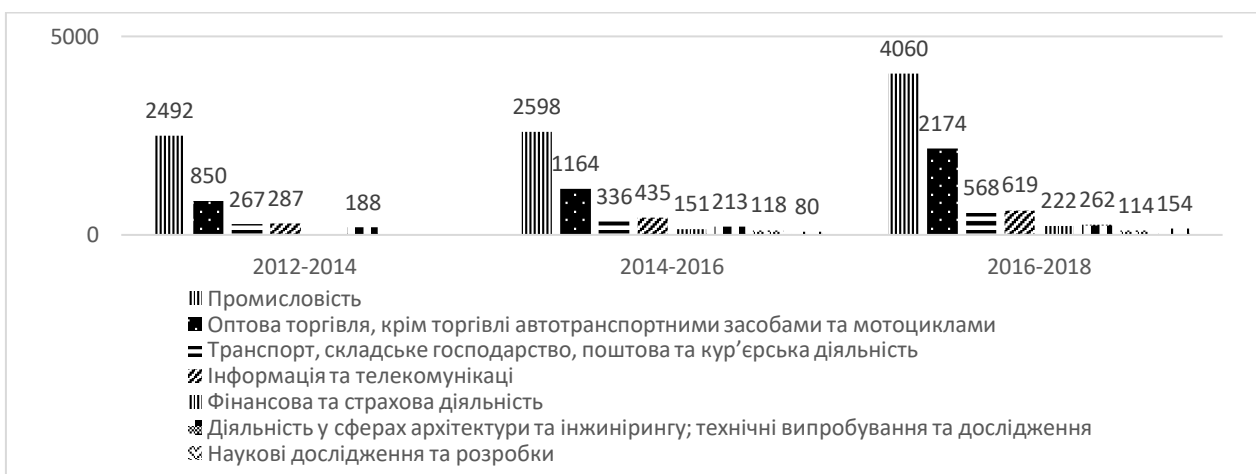 5000
4060
2492
2598
2174
850
1164
267 287
188
336 435
151 213 118 80
568 619
222 262 114 154
0
2012-2014
2014-2016
2016-2018
Промисловість
Оптова торгівля, крім торгівлі автотранспортними засобами та мотоциклами
Транспорт, складське господарство, поштова та кур’єрська діяльність
Інформація та телекомунікаці
Фінансова та страхова діяльність
Діяльність у сферах архітектури та інжинірингу; технічні випробування та дослідження
Наукові дослідження та розробки